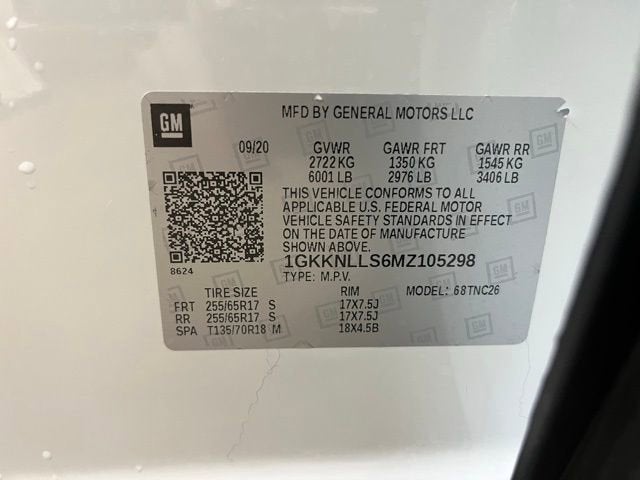 GM
MFD BY GENERAL MOTORS LLC
09/20 GVWR GAWR FRT GAWR RR
2722 KG 1350 KG 1545 KG
6001 LB 2976 LB 3406 LB
THIS VEHICLE CONFORMS TO ALL
APPLICABLE U.S. FEDERAL MOTOR
VEHICLE SAFETY STANDARDS IN EFFECT
ON THE DATE OF MANUFACTURE
SHOWN ABOVE.
1GKKNLLS6MZ105298
8624
TYPE: M.P.V.
TIRE SIZE RIM MODEL: 68TNC26
FRT 255/65R17 S 17X7.5J
RR 255/65R17 S 17X7.5J
SPA T135/70R18 M 18X4.5B